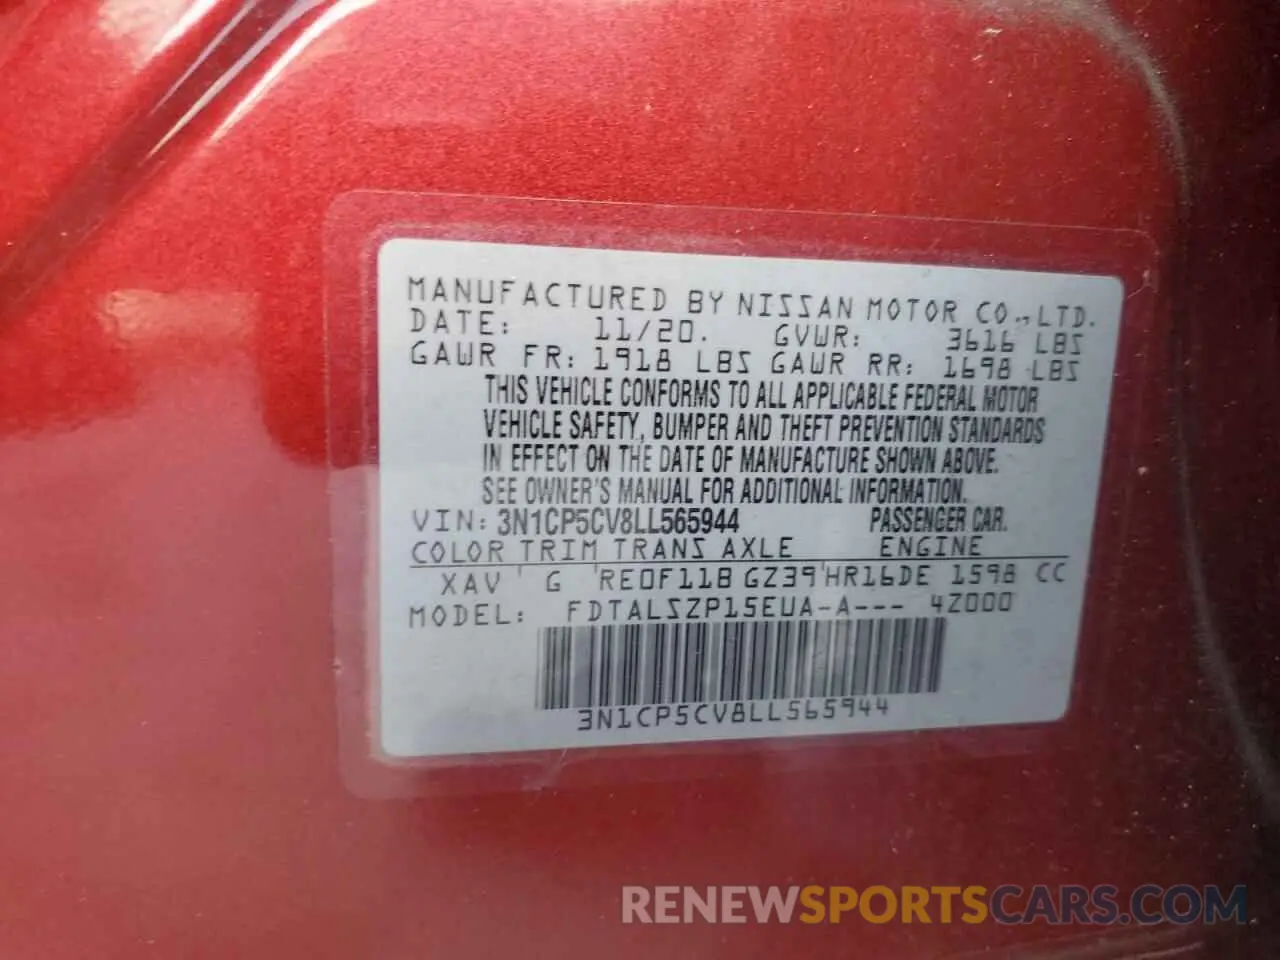 MANUFACTURED BY NISSAN MOTOR CO., LTD.
DATE: 11/20. GVWR: 3616 LBS
GAWR FR: 1918 LBS GAWR RR: 1698 LBS
THIS VEHICLE CONFORMS TO ALL APPLICABLE FEDERAL MOTOR
VEHICLE SAFETY, BUMPER AND THEFT PREVENTION STANDARDS
IN EFFECT ON THE DATE OF MANUFACTURE SHOWN ABOVE.
SEE OWNER'S MANUAL FOR ADDITIONAL INFORMATION.
VIN: 3N1CP5CV8LL565944 PASSENGER CAR.
COLOR TRIM TRANS AXLE ENGINE
XAV G RE0F11B GZ39 HR16DE 1598 CC
MODEL: FDTALSZP15EUA-A--- 4Z000
3N1CP5CV8LL565944
RENEWSPORTSCARS.COM